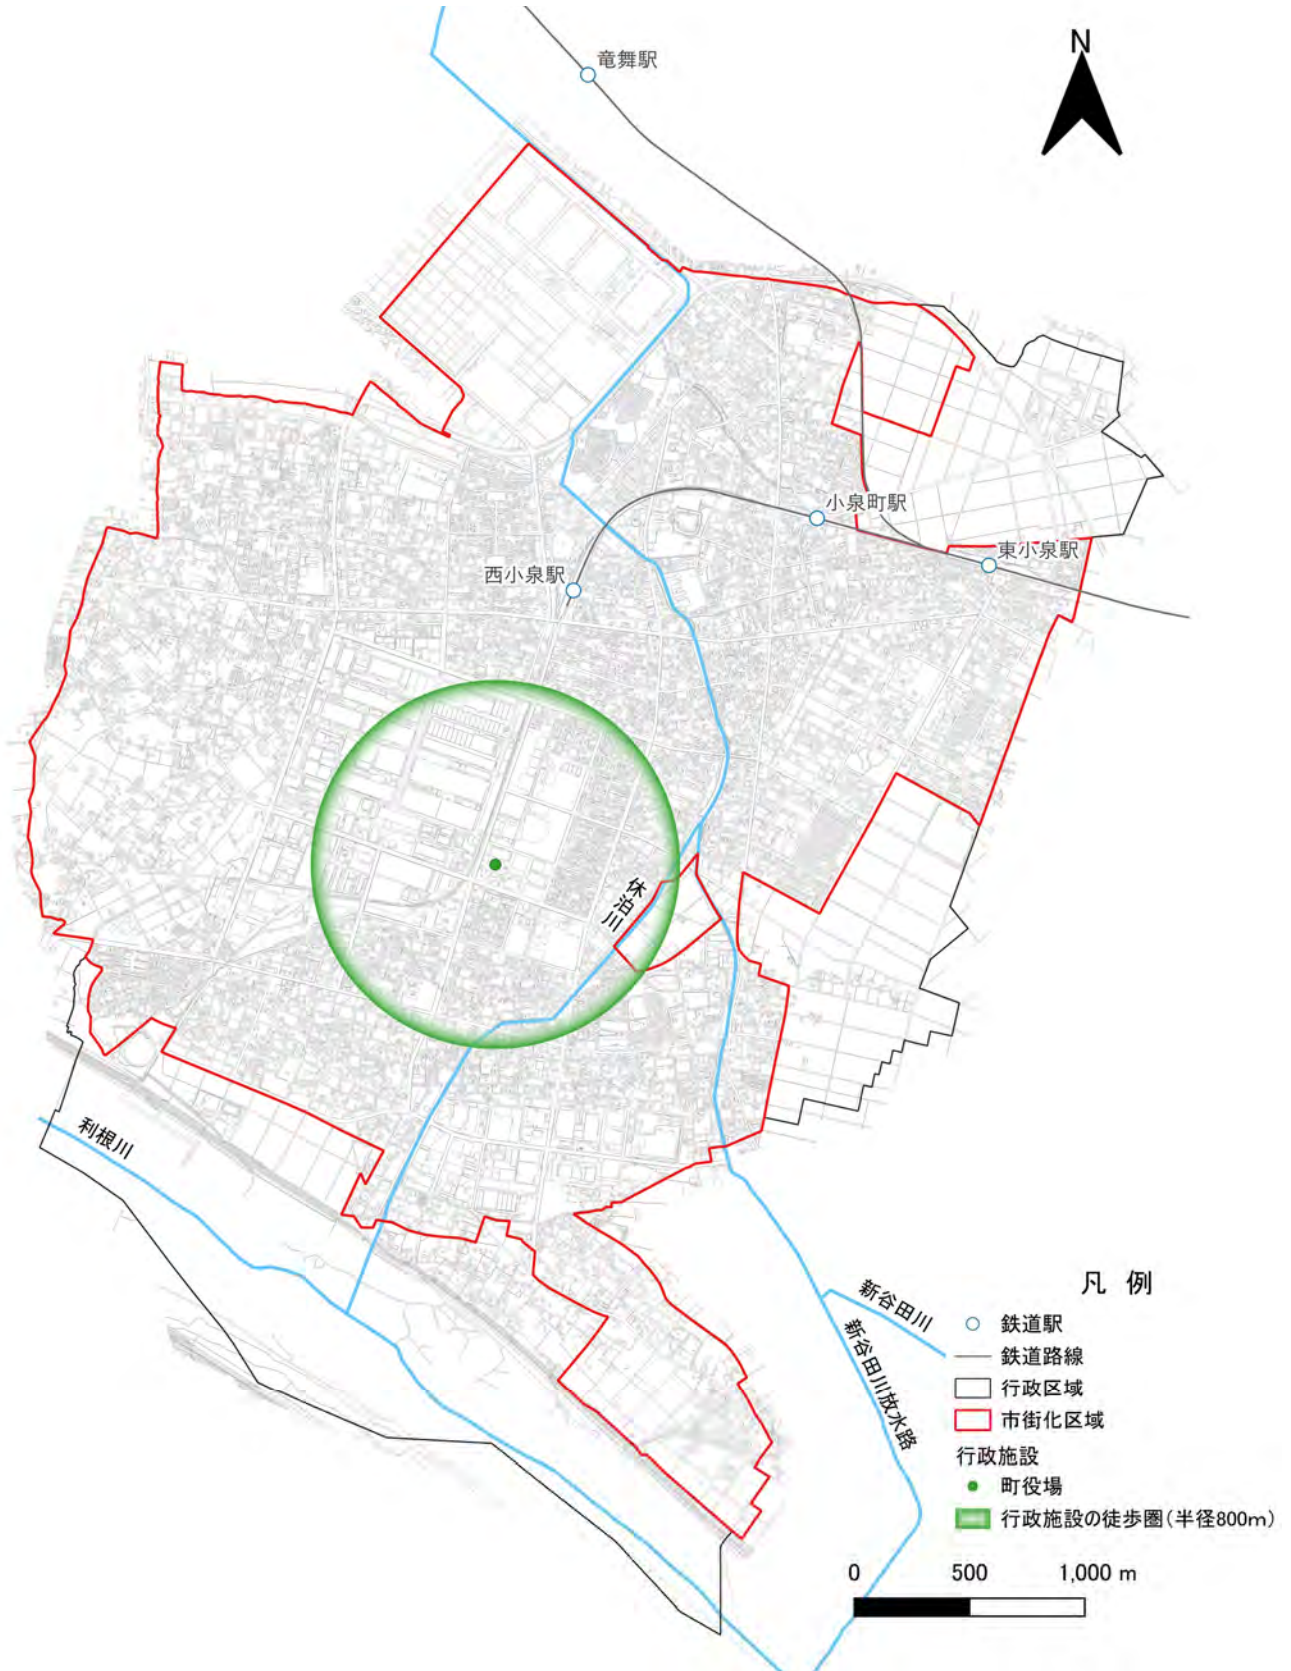 N
竜舞駅
小泉町駅
東小泉駅
西小泉駅
休泊川
利根川
新谷田川
新谷田川放水路
凡 例
鉄道駅
鉄道路線
行政区域
市街化区域
行政施設
町役場
行政施設の徒歩圏(半径800m)
0 500 1,000 m